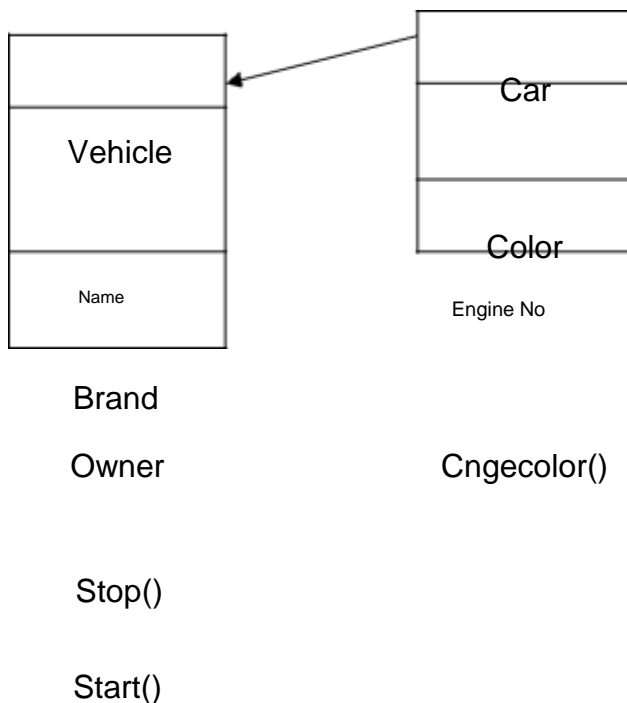 Vehicle
Name
Brand
Owner
Stop()
Start()
Car
Color
Engine No
Cngecolor()